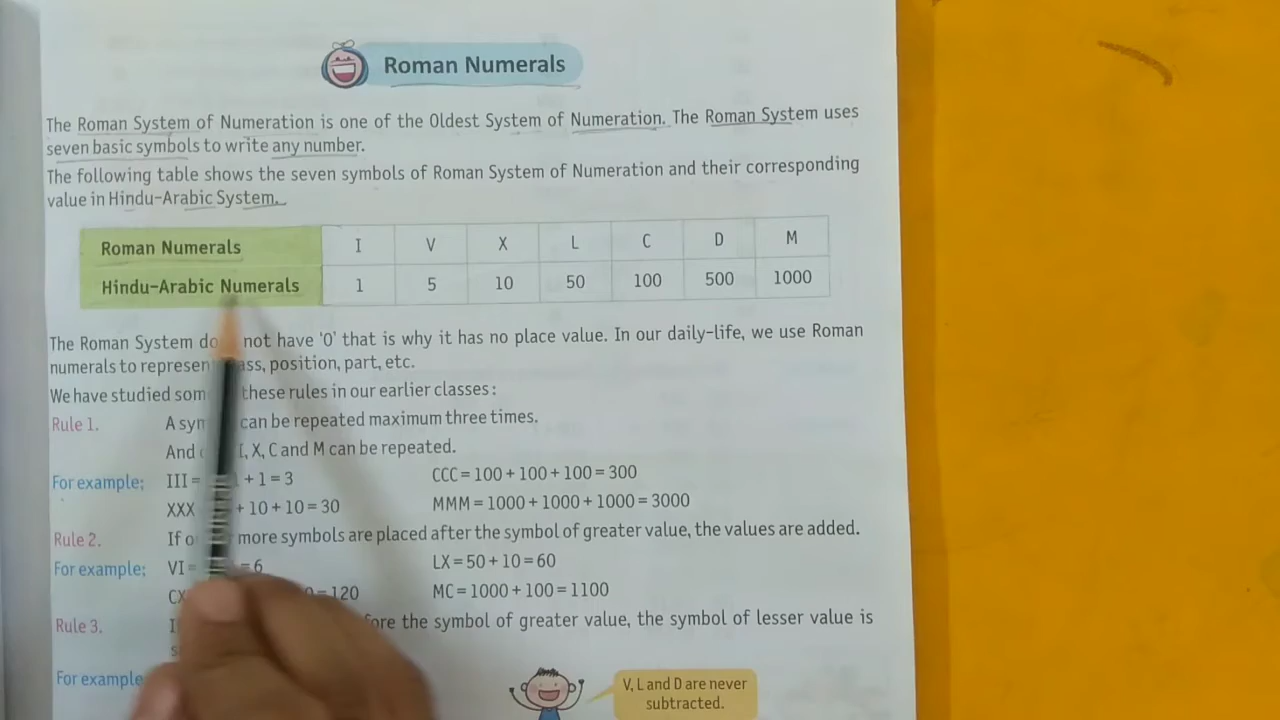 Roman Numerals
The Roman System of Numeration is one of the Oldest System of Numeration. The Roman System uses
seven basic symbols to write any number.
The following table shows the seven symbols of Roman System of Numeration and their corresponding
value in Hindu-Arabic System.
Roman Numerals I V X L C D M
Hindu-Arabic Numerals 1 5 10 50 100 500 1000
The Roman System not have '0' that is why it has no place value. In our daily-life, we use Roman
numerals to position, part, etc.
We have studied these rules in our earlier classes:
Rule 1. A can be repeated maximum three times.
And I, X, C and M can be repeated.
For example; III = + 1 = 3 CCC = 100 + 100 + 100 = 300
XXX + 10 + 10 = 30 MMM = 1000 + 1000 + 1000 = 3000
Rule 2. If more symbols are placed after the symbol of greater value, the values are added.
For example; VI = = 6 LX = 50 + 10 = 60
= 120 MC = 1000 + 100 = 1100
Rule 3. the symbol of greater value, the symbol of lesser value is
For example
V, L and D are never
subtracted.